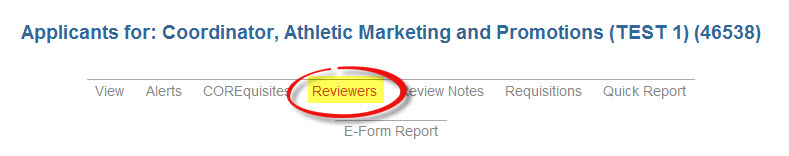 Applicants for: Coordinator, Athletic Marketing and Promotions (TEST 1) (46538)
View Alerts COREquisites Reviewers Review Notes Requisitions Quick Report
E-Form Report